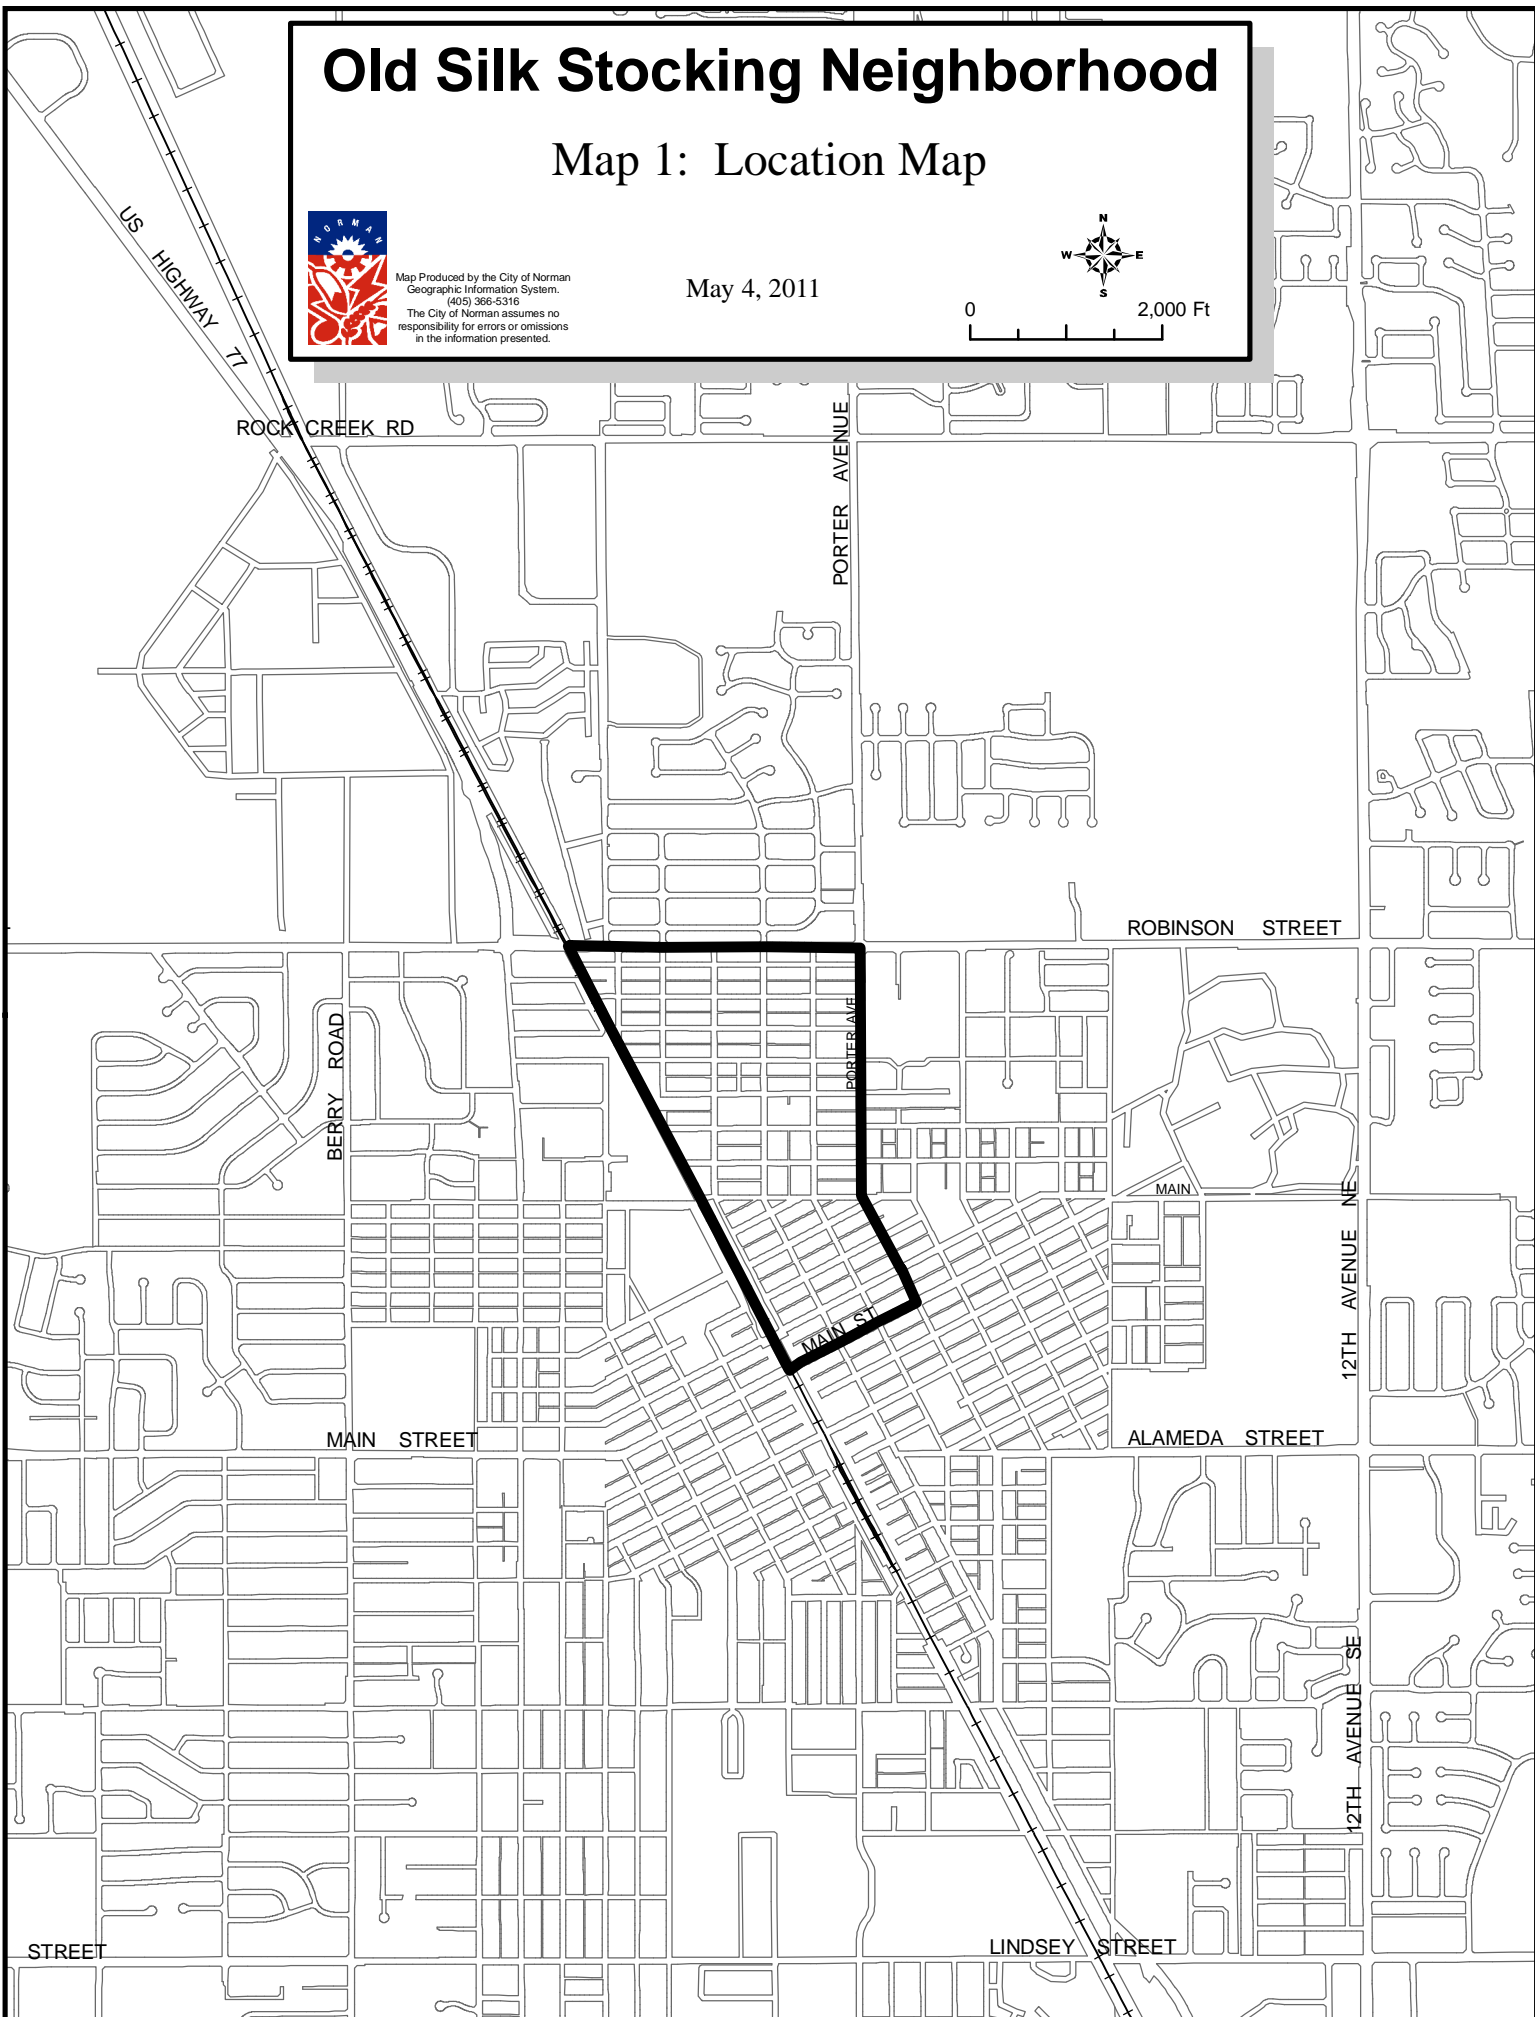 Old Silk Stocking Neighborhood
Map 1: Location Map
NORMAN
Map Produced by the City of Norman
Geographic Information System.
(405) 366-5316
The City of Norman assumes no
responsibility for errors or omissions
in the information presented.
May 4, 2011
N
W E
S
0 2,000 Ft
US HIGHWAY 77
ROCK CREEK RD
PORTER AVENUE
ROBINSON STREET
PORTER AVE
BERRY ROAD
MAIN
12TH AVENUE NE
MAIN ST
MAIN STREET
ALAMEDA STREET
12TH AVENUE SE
STREET
LINDSEY STREET